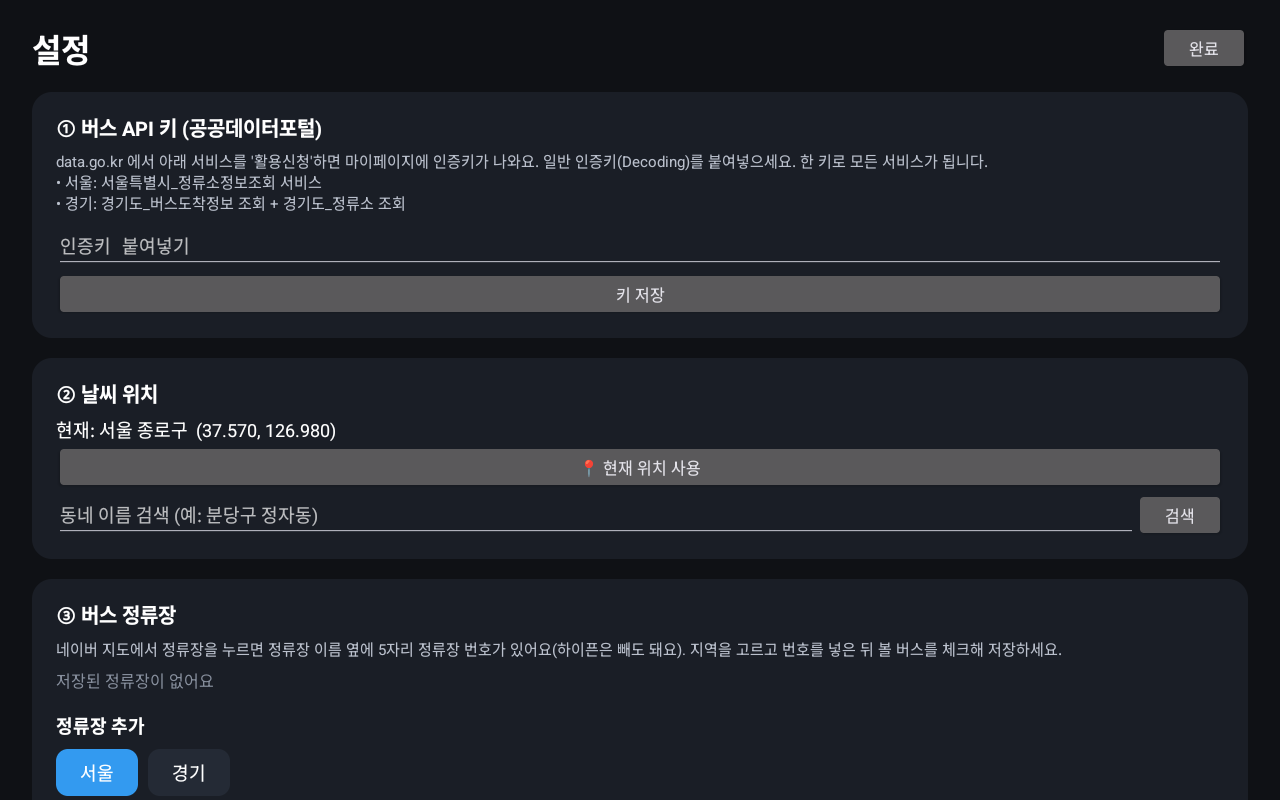 설정
완료
① 버스 API 키 (공공데이터포털)
data.go.kr 에서 아래 서비스를 '활용신청'하면 마이페이지에 인증키가 나와요. 일반 인증키(Decoding)를 붙여넣으세요. 한 키로 모든 서비스가 됩니다.
• 서울: 서울특별시_정류소정보조회 서비스
• 경기: 경기도_버스도착정보 조회 + 경기도_정류소 조회
인증키 붙여넣기
키 저장
② 날씨 위치
현재: 서울 종로구 (37.570, 126.980)
📍 현재 위치 사용
동네 이름 검색 (예: 분당구 정자동)
검색
③ 버스 정류장
네이버 지도에서 정류장을 누르면 정류장 이름 옆에 5자리 정류장 번호가 있어요(하이픈은 빼도 돼요). 지역을 고르고 번호를 넣은 뒤 볼 버스를 체크해 저장하세요.
저장된 정류장이 없어요
정류장 추가
서울
경기